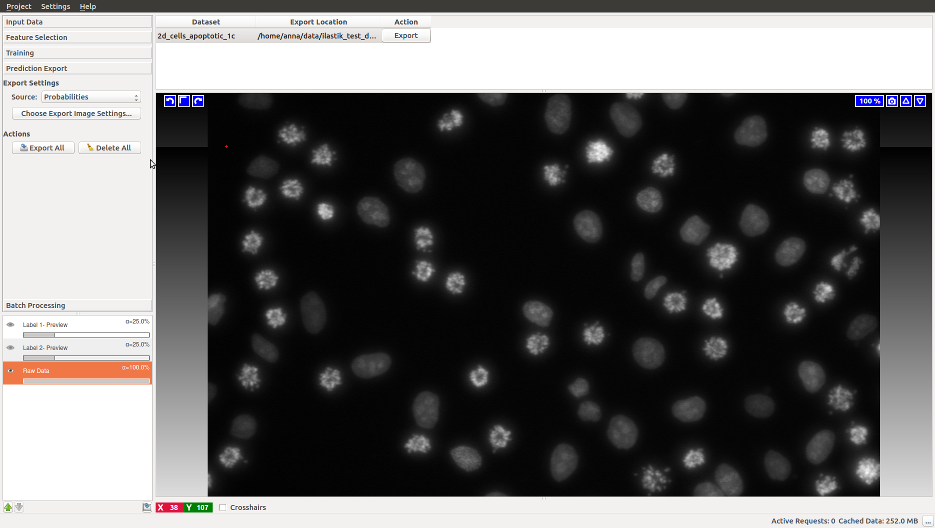 Project Settings Help
Input Data
Feature Selection
Training
Prediction Export
Export Settings
Source: Probabilities
Choose Export Image Settings...
Actions
Export All Delete All
Batch Processing
Label 1- Preview α=25.0%
Label 2- Preview α=25.0%
Raw Data α=100.0%
Dataset Export Location Action
2d_cells_apoptotic_1c /home/anna/data/ilastik_test_d... Export
100 %
X 38 Y 107 Crosshairs
Active Requests: 0 Cached Data: 252.0 MB ...